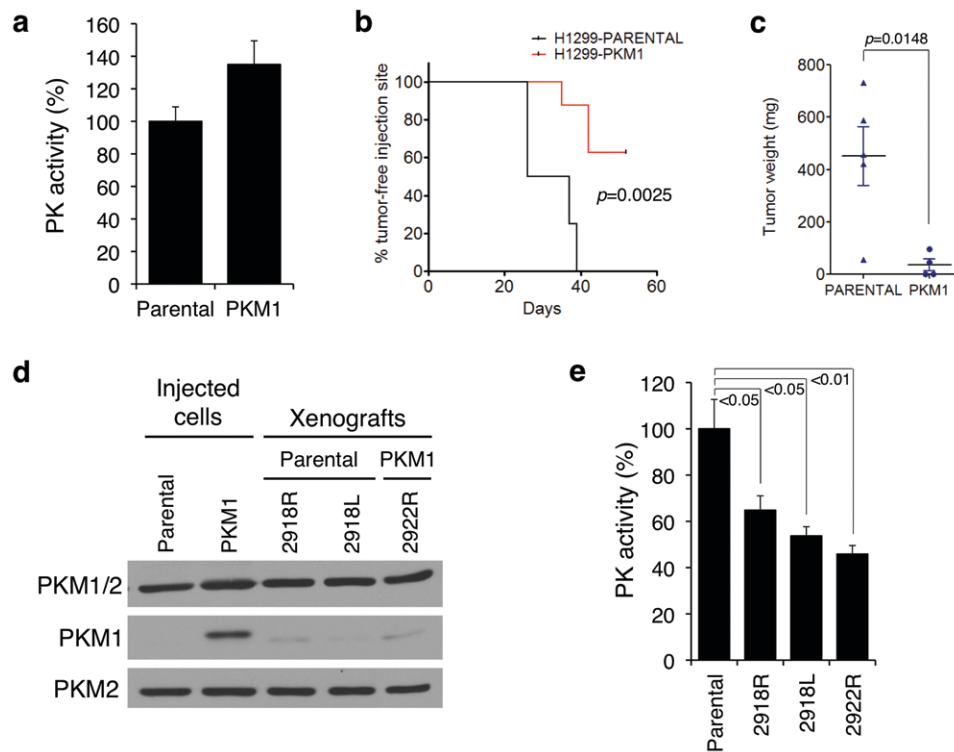 a
PK activity (%)
160
140
120
100
80
60
40
20
0
Parental PKM1
b
H1299-PARENTAL
H1299-PKM1
% tumor-free injection site
100
80
60
40
20
0
p=0.0025
0 20 40 60
Days
c
p=0.0148
Tumor weight (mg)
800
600
400
200
0
PARENTAL PKM1
d
Injected
cells
Xenografts
Parental PKM1
Parental PKM1 2918R 2918L 2922R
PKM1/2
PKM1
PKM2
e
PK activity (%)
120
100
80
60
40
20
0
<0.05 <0.05 <0.01
Parental 2918R 2918L 2922R